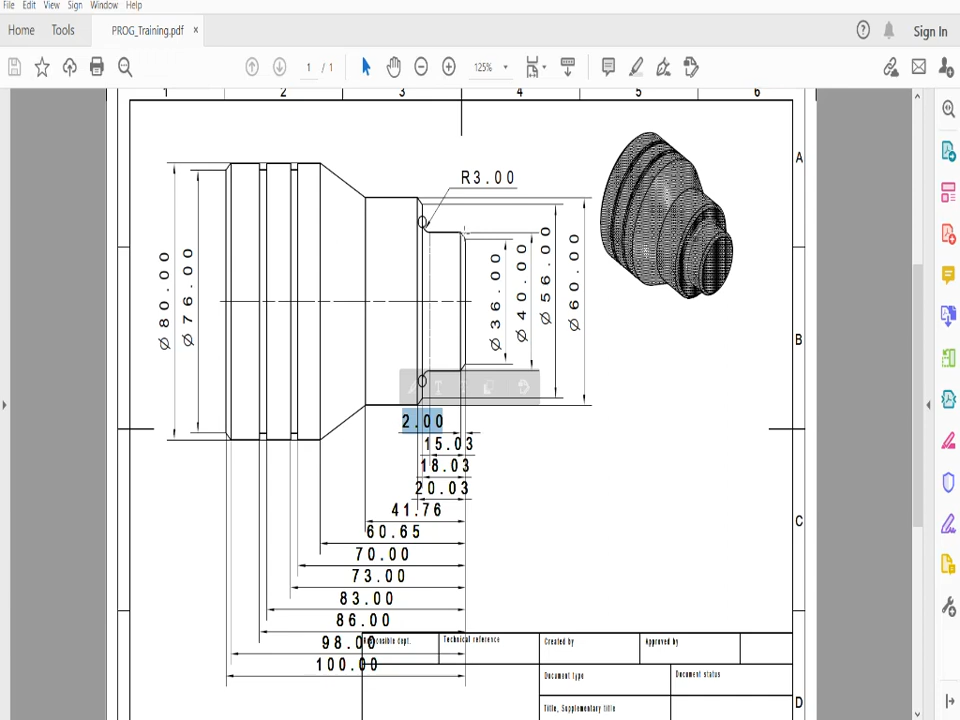 File Edit View Sign Window Help
Home Tools PROG_Training.pdf × Sign In
1 / 1 125%
1 2 3 4 5 6
A
R3.00
Ø80.00
Ø76.00
Ø36.00
Ø40.00
Ø56.00
Ø60.00
B
2.00
15.03
18.03
20.03
41.76
C
60.65
70.00
73.00
83.00
86.00
98.00
100.00
Technical reference
Created by
Approved by
Document type
Document status
Title, Supplementary title
D